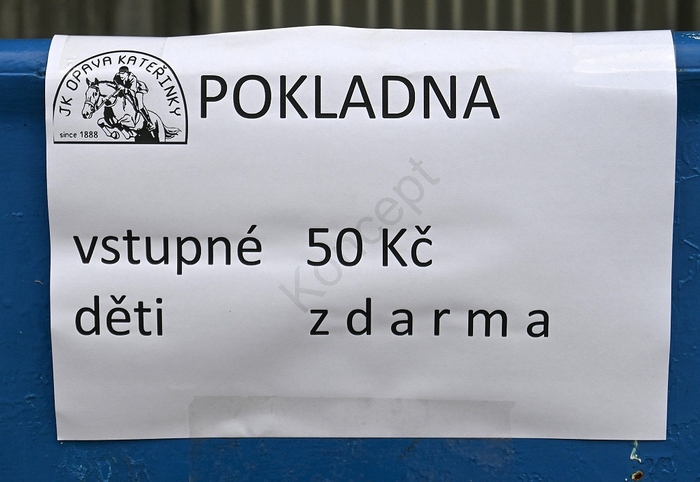 JK OPAVA KATEŘINKY
since 1888
POKLADNA
Koncept
vstupné 50 Kč
děti zdarma